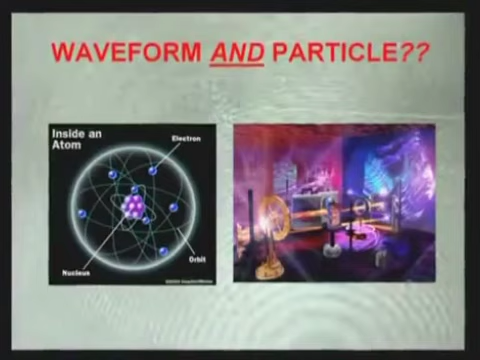 WAVEFORM AND PARTICLE??
Inside an
Atom
Electron
Orbit
Nucleus